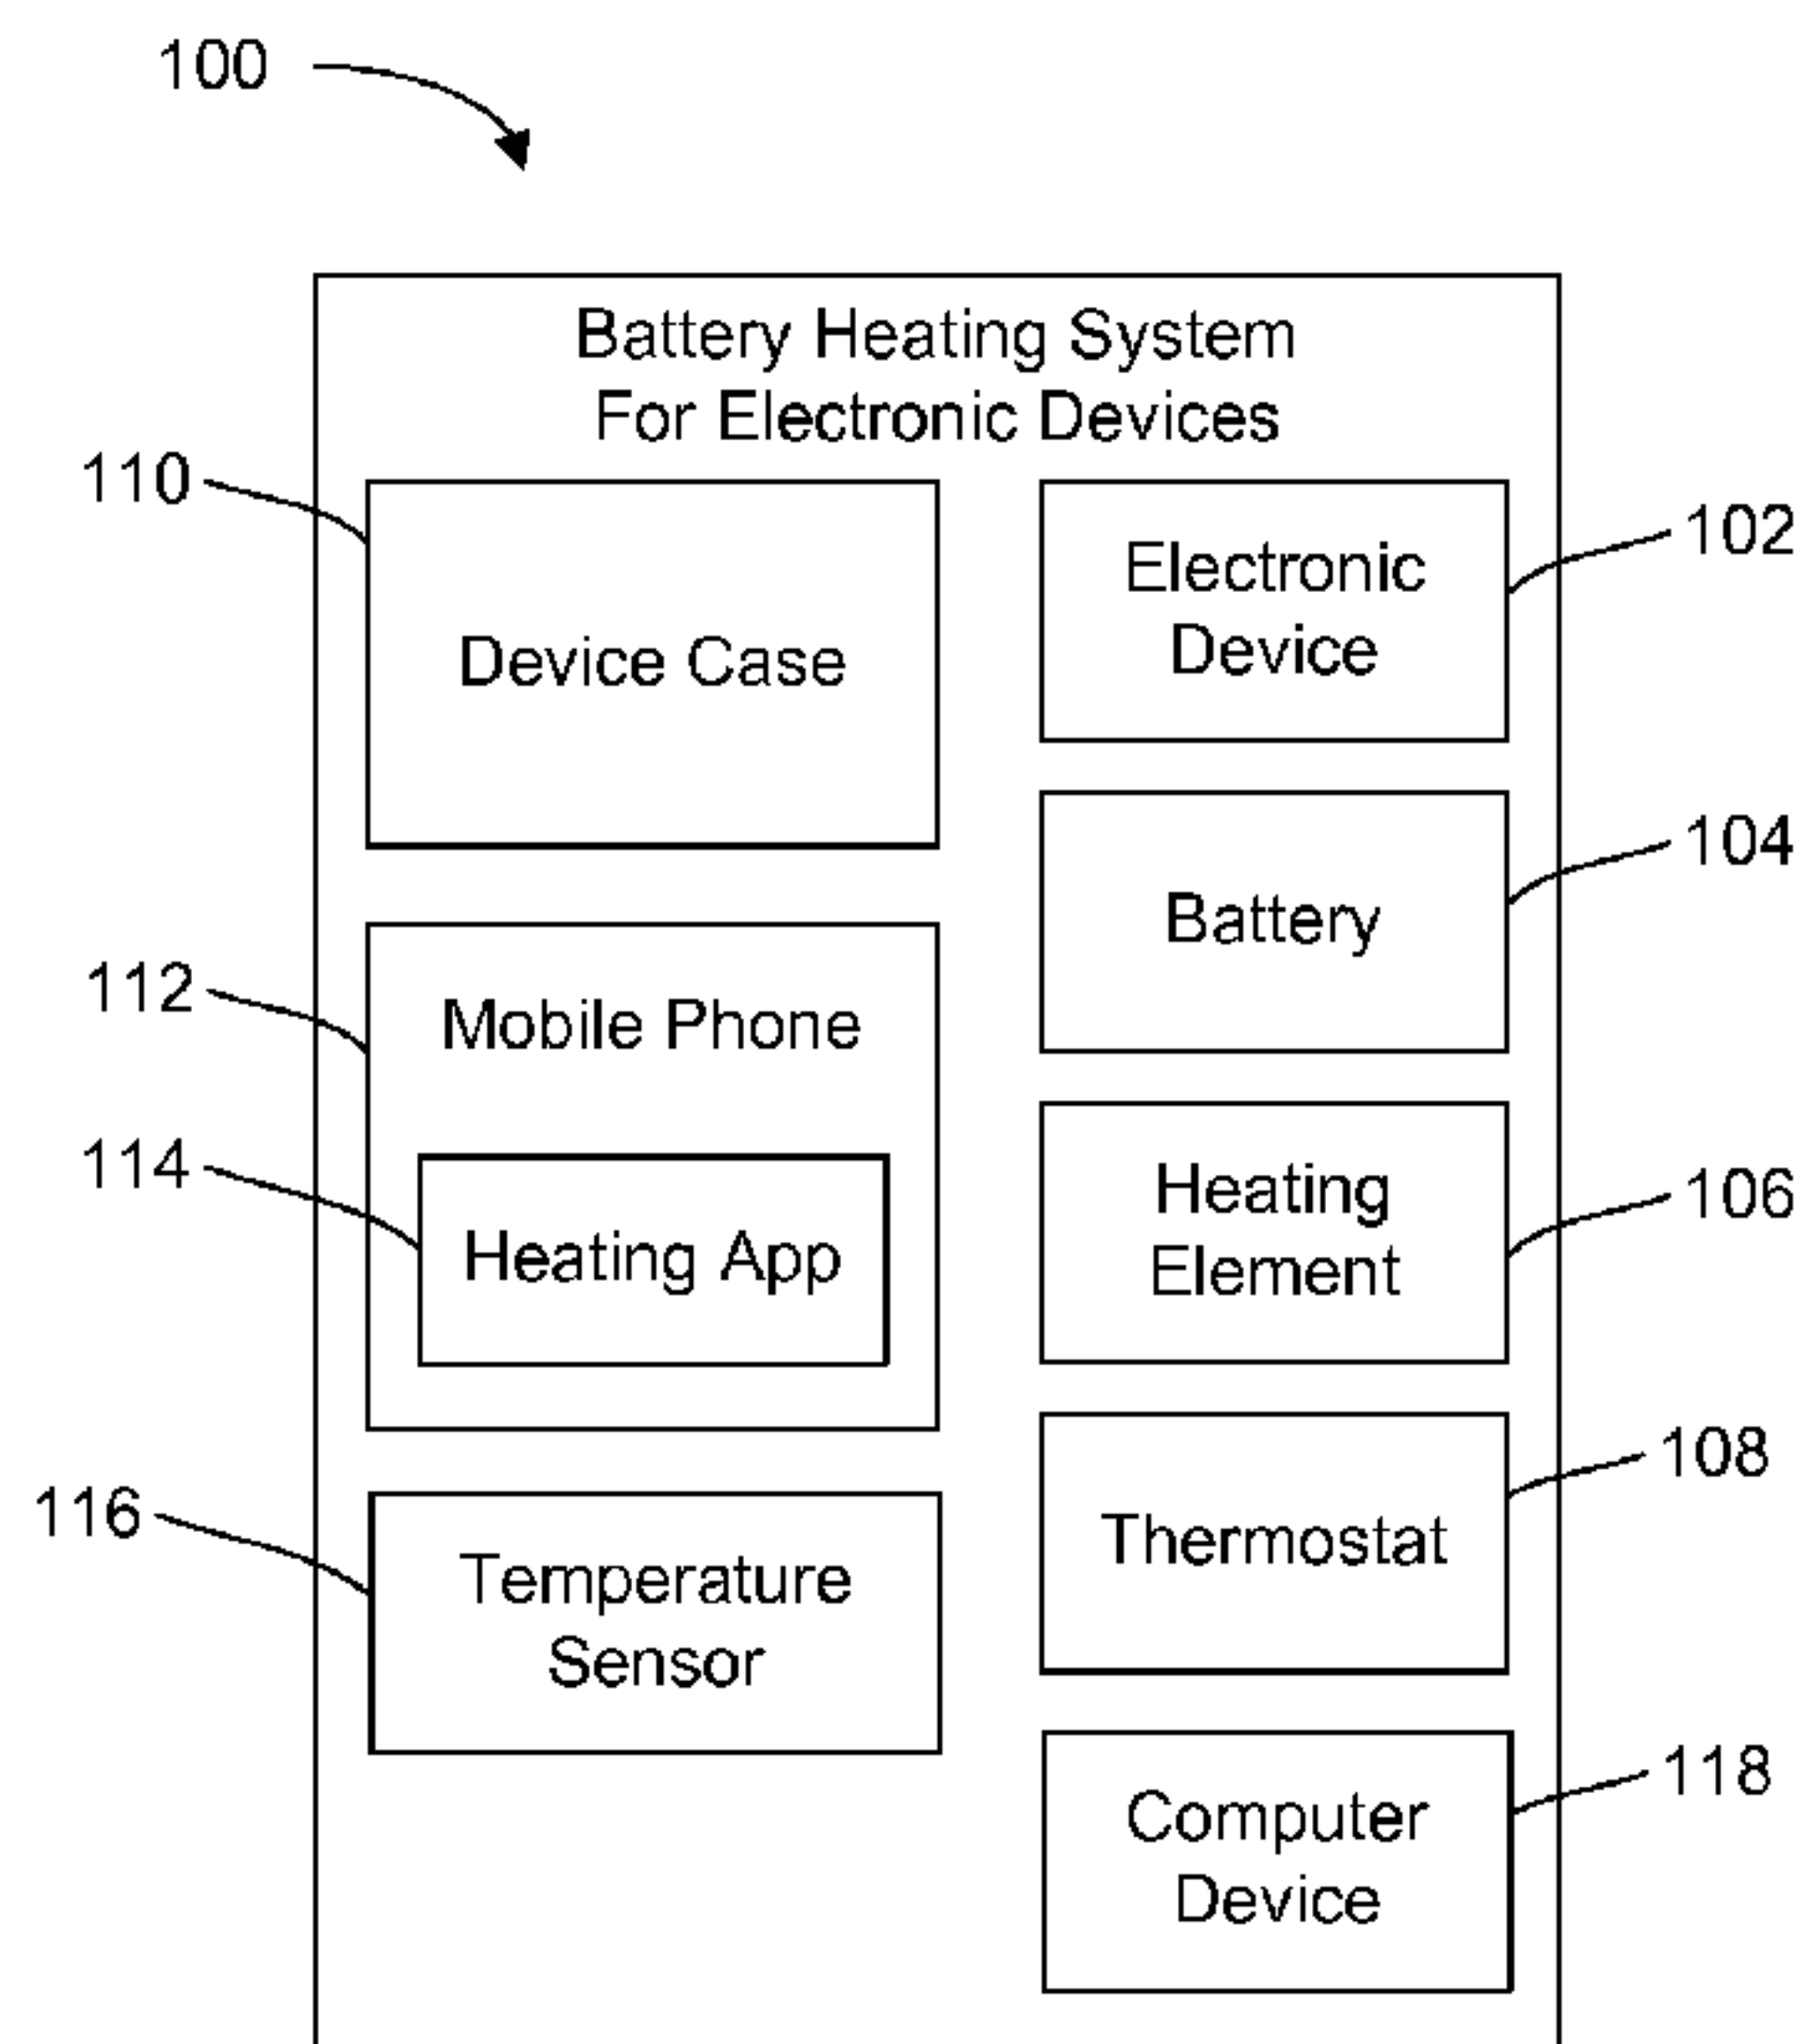 100
Battery Heating System
For Electronic Devices
110
Device Case
Electronic
Device
102
Battery
104
112
Mobile Phone
114
Heating App
Heating
Element
106
Thermostat
108
116
Temperature
Sensor
Computer
Device
118